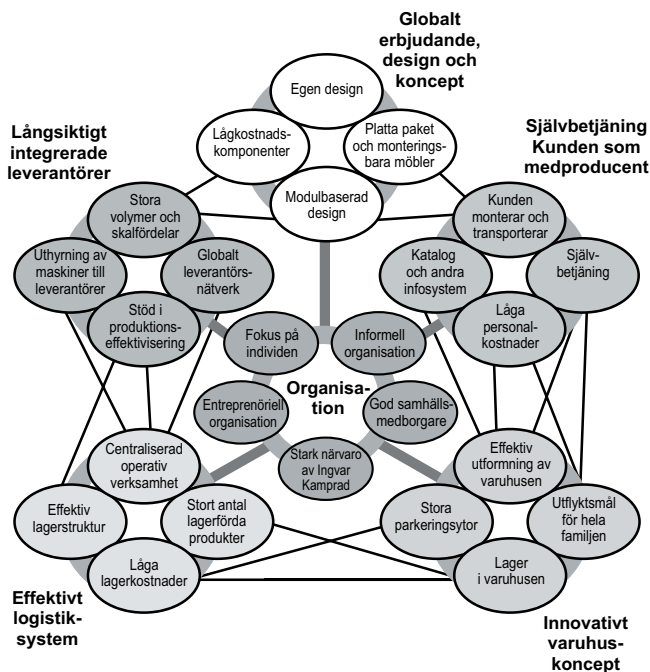 Globalt
erbjudande,
design och
koncept
Egen design
Lågkostnads-
komponenter
Platta paket
och monterings-
bara möbler
Modulbaserad
design
Långsiktigt
integrerade
leverantörer
Stora
volymer och
skalfördelar
Uthyrning av
maskiner till
leverantörer
Globalt
leverantörs-
nätverk
Stöd i
produktions-
effektivisering
Självbetjäning
Kunden som
medproducent
Kunden
monterar och
transporterar
Katalog
och andra
infosystem
Själv-
betjäning
Låga
personal-
kostnader
Fokus på
individen
Informell
organisation
Organisa-
tion
Entreprenöriell
organisation
God samhälls-
medborgare
Stark närvaro
av Ingvar
Kamprad
Centraliserad
operativ
verksamhet
Effektiv
lagerstruktur
Stort antal
lagerförda
produkter
Låga
lagerkostnader
Effektivt
logistik-
system
Effektiv
utformning av
varuhusen
Stora
parkeringsytor
Utflyktsmål
för hela
familjen
Lager
i varuhusen
Innovativt
varuhus-
koncept